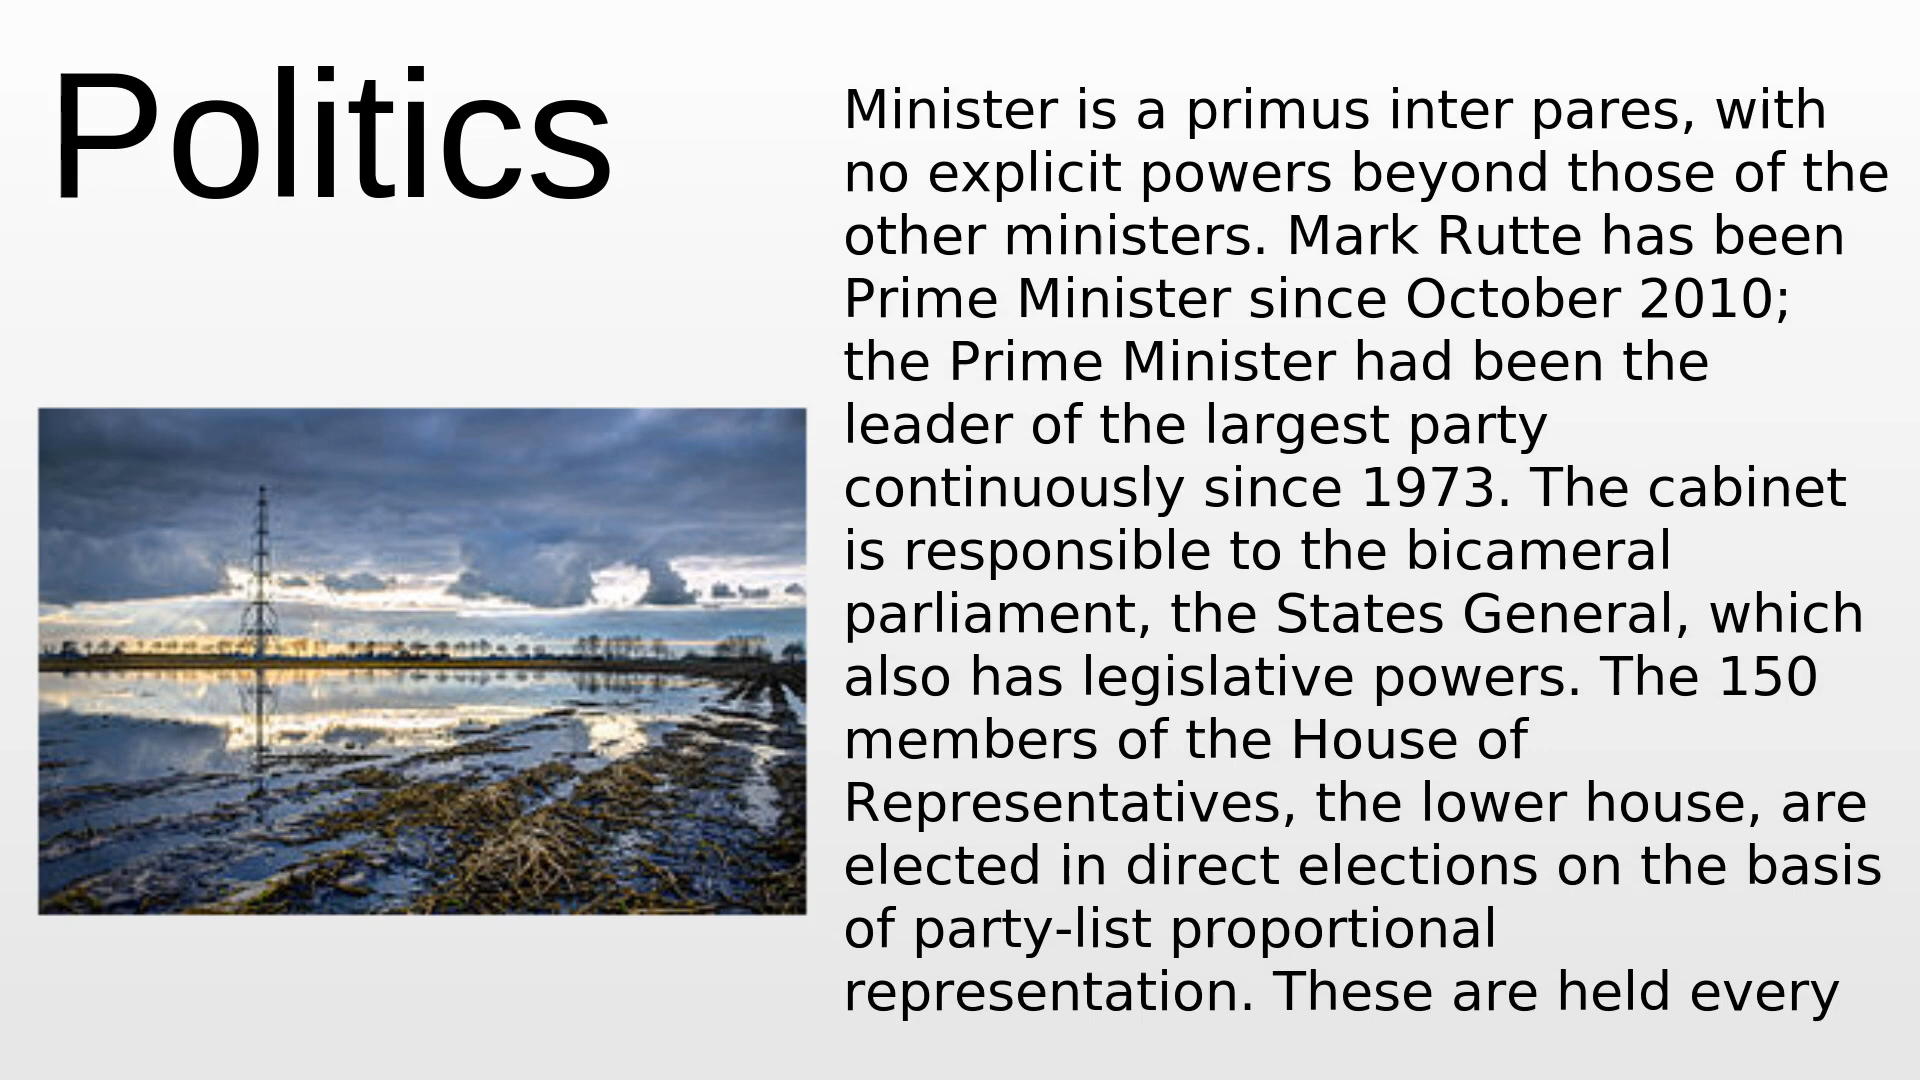 Politics
Minister is a primus inter pares, with
no explicit powers beyond those of the
other ministers. Mark Rutte has been
Prime Minister since October 2010;
the Prime Minister had been the
leader of the largest party
continuously since 1973. The cabinet
is responsible to the bicameral
parliament, the States General, which
also has legislative powers. The 150
members of the House of
Representatives, the lower house, are
elected in direct elections on the basis
of party-list proportional
representation. These are held every